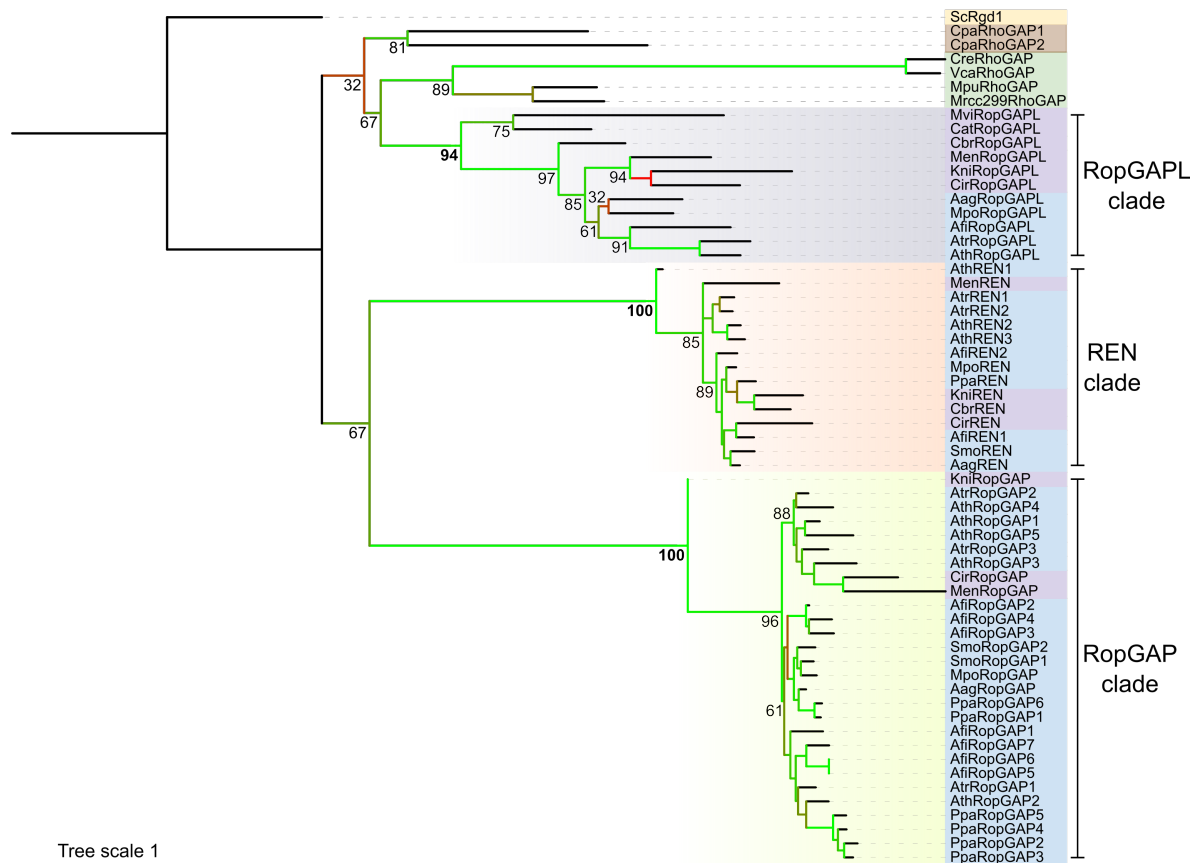 ScRgd1
CpaRhoGAP1
81
CpaRhoGAP2
CreRhoGAP
32
VcaRhoGAP
89
MpuRhoGAP
Mrcc299RhoGAP
67
MviRopGAPL
75
CatRopGAPL
CbrRopGAPL
94
MenRopGAPL
97
94
KniRopGAPL
RopGAPL
clade
CirRopGAPL
32
AagRopGAPL
85
MpoRopGAPL
61
AfiRopGAPL
91
AtrRopGAPL
AthRopGAPL
AthREN1
MenREN
AtrREN1
100
AtrREN2
AthREN2
85
AthREN3
AfiREN2
REN
clade
MpoREN
PpaREN
89
KniREN
CbrREN
CirREN
67
AfiREN1
SmoREN
AagREN
KniRopGAP
AtrRopGAP2
AthRopGAP4
88
AthRopGAP1
AthRopGAP5
AtrRopGAP3
100
AthRopGAP3
CirRopGAP
MenRopGAP
AfiRopGAP2
96
AfiRopGAP4
AfiRopGAP3
SmoRopGAP2
RopGAP
clade
SmoRopGAP1
MpoRopGAP
AagRopGAP
PpaRopGAP6
61
PpaRopGAP1
AfiRopGAP1
AfiRopGAP7
AfiRopGAP6
AfiRopGAP5
AtrRopGAP1
AthRopGAP2
PpaRopGAP5
PpaRopGAP4
PpaRopGAP2
PpaRopGAP3
Tree scale 1